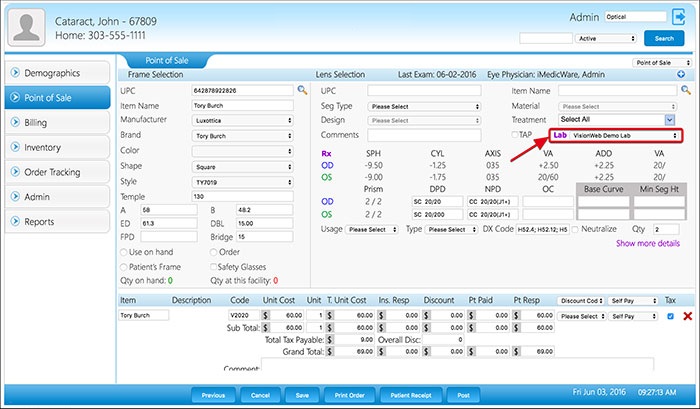 Cataract, John - 67809
Home: 303-555-1111
Admin Optical
Active Search
Demographics
Point of Sale
Billing
Inventory
Order Tracking
Admin
Reports
Point of Sale Point of Sale
Frame Selection Lens Selection Last Exam: 06-02-2016 Eye Physician: iMedicWare, Admin
UPC 642878922826 UPC Item Name
Item Name Tory Burch Seg Type Please Select Material Please Select
Manufacturer Luxottica Design Please Select Treatment Select All
Brand Tory Burch Comments TAP Lab VisionWeb Demo Lab
Color
Shape Square
Style TY7019
Temple 130
A 58 B 48.2
ED 61.3 DBL 15.00
FPD Bridge 15
Use on hand Order
Patient's Frame Safety Glasses
Qty on hand: 0 Qty at this facility: 0
Rx SPH CYL AXIS VA ADD VA
OD -9.50 -1.25 035 +2.50 +2.25 20/
OS -9.00 -1.75 035 20/60 +2.25 20/
Prism DPD NPD OC Base Curve Min Seg Ht
OD 2 / 2 SC 20/20 CC 20/20(J1+)
OS 2 / 2 SC 20/200 CC 20/20(J1+)
Usage Please Select Type Please Select DX Code H52.4; H52.12; H5 Neutralize Qty 2
Show more details
Item Description Code Unit Cost Unit T. Unit Cost Ins. Resp Discount Pt Paid Pt Resp Discount Cod Self Pay Tax
Tory Burch V2020 $ 60.00 1 $ 60.00 $ 0.00 $ 0.00 $ 0.00 $ 60.00 Please Select Self Pay
Sub Total: $ 60.00 1 $ 60.00 $ 0.00 $ 0.00 $ 0.00 $ 60.00
Total Tax Payable: $ 9.00 Overall Disc: 0
Grand Total: $ 69.00 $ 0.00 $ 0.00 $ 0.00 $ 69.00
Comment:
Previous Cancel Save Print Order Patient Receipt Post
Fri Jun 03, 2016 09:27:13 AM